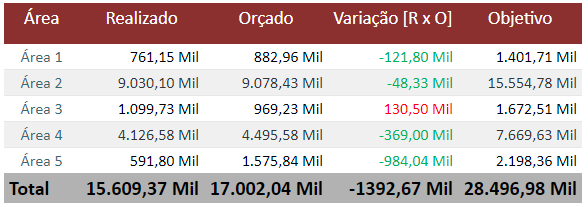 Área Realizado Orçado Variação [R x O] Objetivo
Área 1 761,15 Mil 882,96 Mil -121,80 Mil 1.401,71 Mil
Área 2 9.030,10 Mil 9.078,43 Mil -48,33 Mil 15.554,78 Mil
Área 3 1.099,73 Mil 969,23 Mil 130,50 Mil 1.672,51 Mil
Área 4 4.126,58 Mil 4.495,58 Mil -369,00 Mil 7.669,63 Mil
Área 5 591,80 Mil 1.575,84 Mil -984,04 Mil 2.198,36 Mil
Total 15.609,37 Mil 17.002,04 Mil -1392,67 Mil 28.496,98 Mil